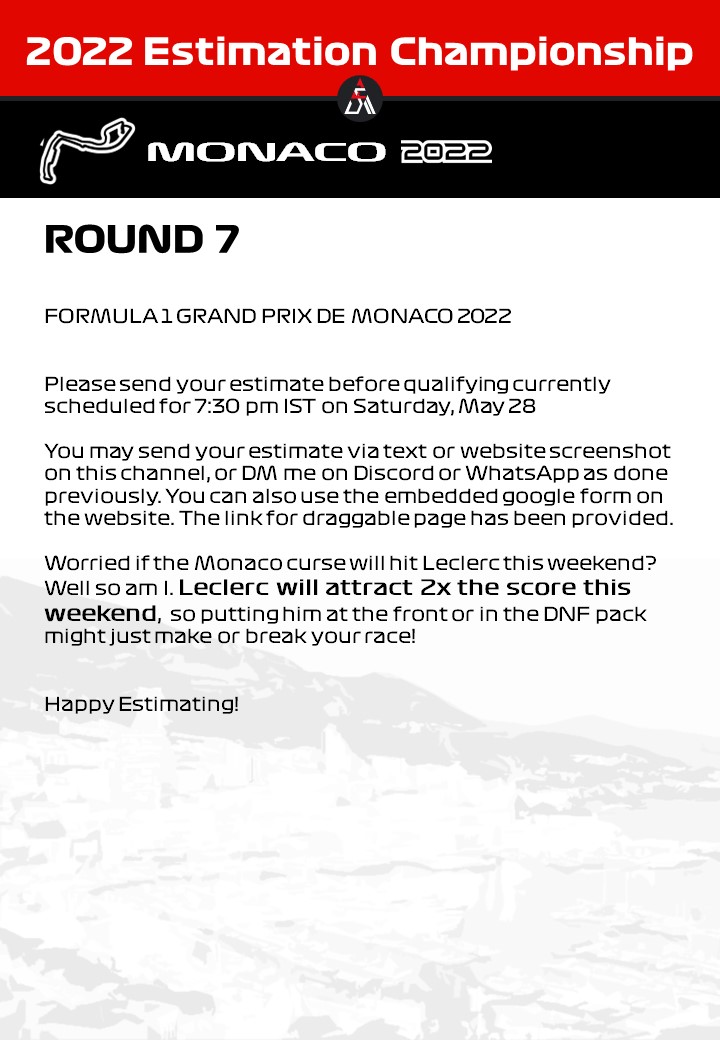 2022 Estimation Championship
MONACO 2022
ROUND 7
FORMULA 1 GRAND PRIX DE MONACO 2022
Please send your estimate before qualifying currently
scheduled for 7:30 pm IST on Saturday, May 28
You may send your estimate via text or website screenshot
on this channel, or DM me on Discord or WhatsApp as done
previously. You can also use the embedded google form on
the website. The link for draggable page has been provided.
Worried if the Monaco curse will hit Leclerc this weekend?
Well so am I. Leclerc will attract 2x the score this
weekend, so putting him at the front or in the DNF pack
might just make or break your race!
Happy Estimating!